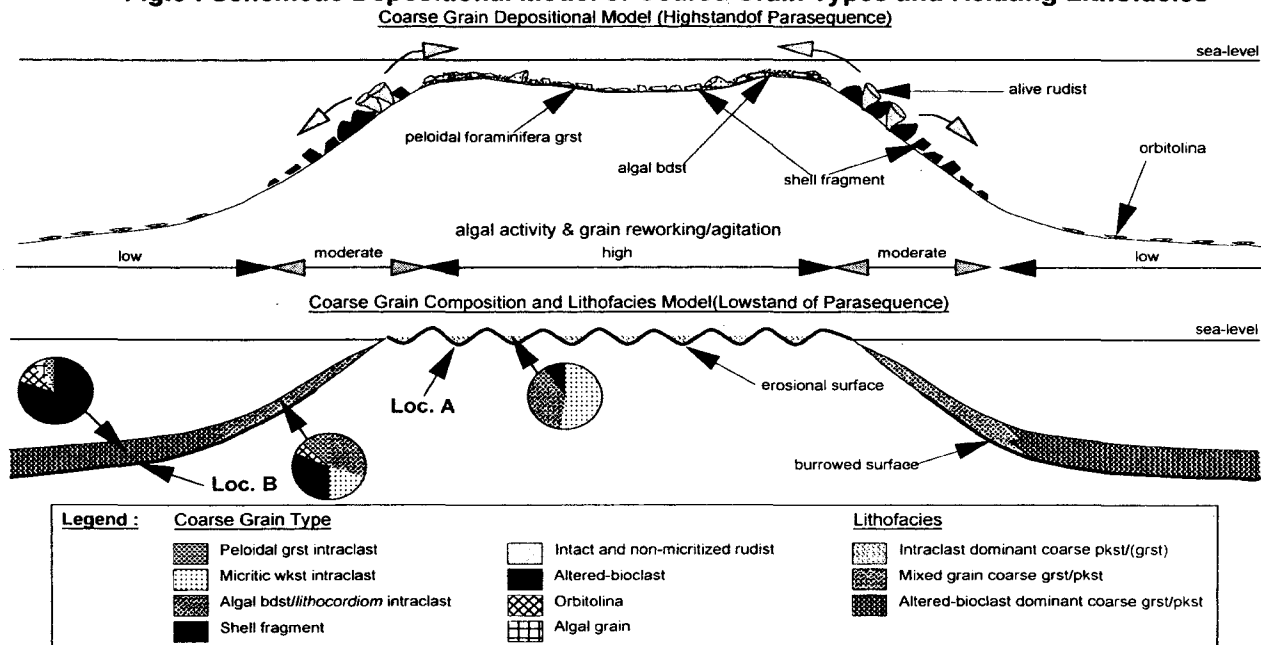 Coarse Grain Depositional Model (Highstandof Parasequence)
sea-level
alive rudist
peloidal foraminifera grst
algal bdst
shell fragment
orbitolina
algal activity & grain reworking/agitation
low
moderate
high
moderate
low
Coarse Grain Composition and Lithofacies Model(Lowstand of Parasequence)
sea-level
erosional surface
Loc. A
burrowed surface
Loc. B
Legend :
Coarse Grain Type
Lithofacies
Peloidal grst intraclast
Intact and non-micritized rudist
Intraclast dominant coarse pkst/(grst)
Micritic wkst intraclast
Altered-bioclast
Mixed grain coarse grst/pkst
Algal bdst/lithocordiom intraclast
Orbitolina
Altered-bioclast dominant coarse grst/pkst
Shell fragment
Algal grain